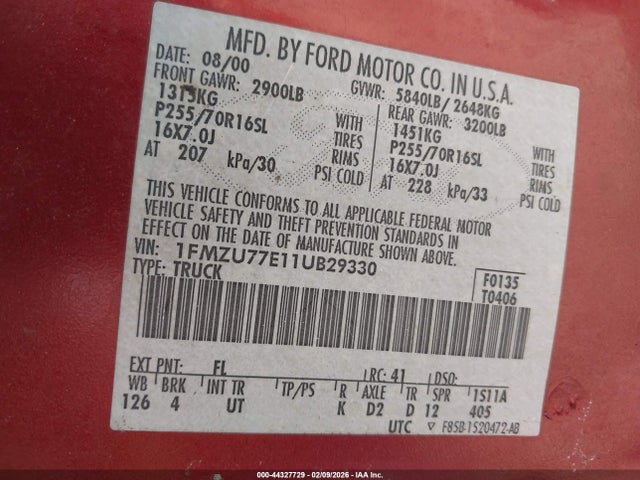 MFD. BY FORD MOTOR CO. IN U.S.A.
DATE: 08/00 GVWR: 5840LB/ 2648KG
FRONT GAWR: 2900LB REAR GAWR: 3200LB
1315KG WITH 1451KG WITH
P255/70R16SL TIRES P255/70R16SL TIRES
16X7.0J RIMS 16X7.0J RIMS
AT 207 kPa/30 PSI COLD AT 228 kPa/33 PSI COLD
THIS VEHICLE CONFORMS TO ALL APPLICABLE FEDERAL MOTOR
VEHICLE SAFETY AND THEFT PREVENTION STANDARDS IN
EFFECT ON THE DATE OF MANUFACTURE SHOWN ABOVE.
VIN: 1FMZU77E11UB29330
TYPE: TRUCK
F0135
T0406
EXT PNT: FL RC: 41 DSO:
WB BRK INT TR TP/PS R AXLE TR SPR 1S11A
126 4 UT K D2 D 12 405
UTC ▽ F85B-1520472-AB
000-44327729 - 02/09/2026 - IAA Inc.